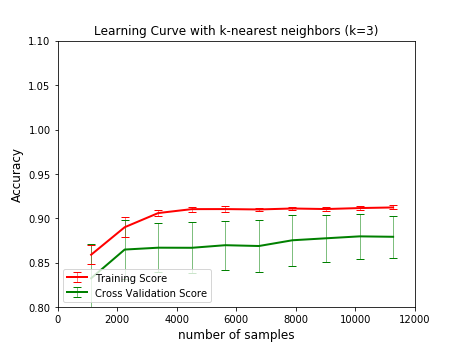 Learning Curve with k-nearest neighbors (k=3)
1.10
1.05
1.00
0.95
0.90
0.85
0.80
Accuracy
Training Score
Cross Validation Score
0 2000 4000 6000 8000 10000 12000
number of samples